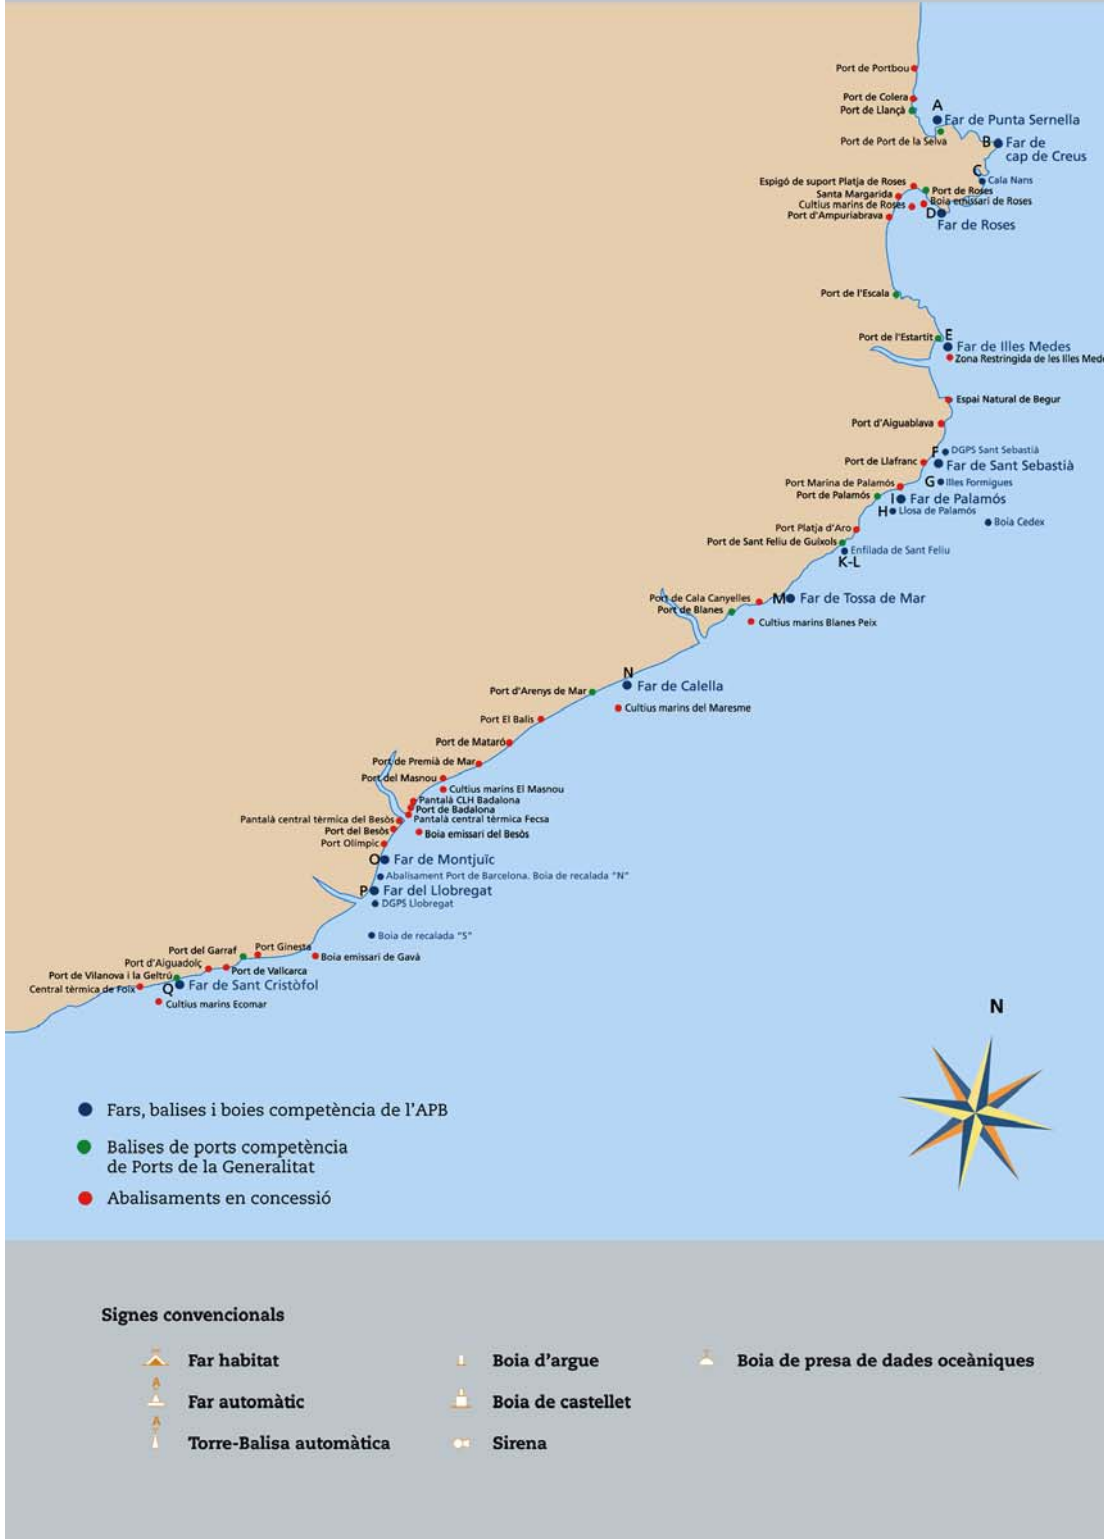 Port de Portbou
Port de Colera
A
Port de Llançà
Far de Punta Sernella
Port de Port de la Selva
B
Far de
cap de Creus
C
Cala Nans
Espigó de suport Platja de Roses
Port de Roses
Santa Margarida
Boia emissari de Roses
Cultius marins de Roses
D
Port d'Ampuriabrava
Far de Roses
Port de l'Escala
Port de l'Estartit
E
Far de Illes Medes
Zona Restringida de les Illes Mede
Espai Natural de Begur
Port d'Aiguablava
F
DGPS Sant Sebastià
Port de Llafranc
Far de Sant Sebastià
Port Marina de Palamós
G
Illes Formigues
Port de Palamós
I
Far de Palamós
H
Llosa de Palamós
Boia Cedex
Port Platja d'Aro
Port de Sant Feliu de Guíxols
Enfilada de Sant Feliu
K-L
Port de Cala Canyelles
M
Far de Tossa de Mar
Port de Blanes
Cultius marins Blanes Peix
N
Far de Calella
Port d'Arenys de Mar
Cultius marins del Maresme
Port El Balis
Port de Mataró
Port de Premià de Mar
Port del Masnou
Cultius marins El Masnou
Pantalà CLH Badalona
Port de Badalona
Pantalà central tèrmica del Besòs
Pantalà central tèrmica Fecsa
Port del Besòs
Boia emissari del Besòs
Port Olímpic
O
Far de Montjuïc
Abalisament Port de Barcelona. Boia de recalada "N"
P
Far del Llobregat
DGPS Llobregat
Boia de recalada "S"
Port del Garraf
Port Ginesta
Boia emissari de Gavà
Port d'Aiguadolç
Port de Vallcarca
Port de Vilanova i la Geltrú
Central tèrmica de Foix
Q
Far de Sant Cristòfol
Cultius marins Ecomar
N
Fars, balises i boies competència de l'APB
Balises de ports competència
de Ports de la Generalitat
Abalisaments en concessió
Signes convencionals
Far habitat
Boia d'argue
Boia de presa de dades oceàniques
A
Far automàtic
Boia de castellet
A
Torre-Balisa automàtica
Sirena